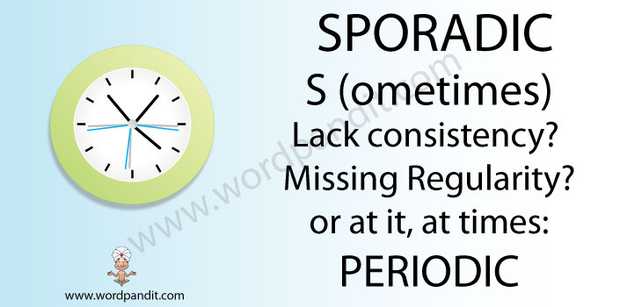 SPORADIC
S (ometimes)
Lack consistency?
Missing Regularity?
or at it, at times:
PERIODIC
www.wordpandit.com
www.wordpandit.com